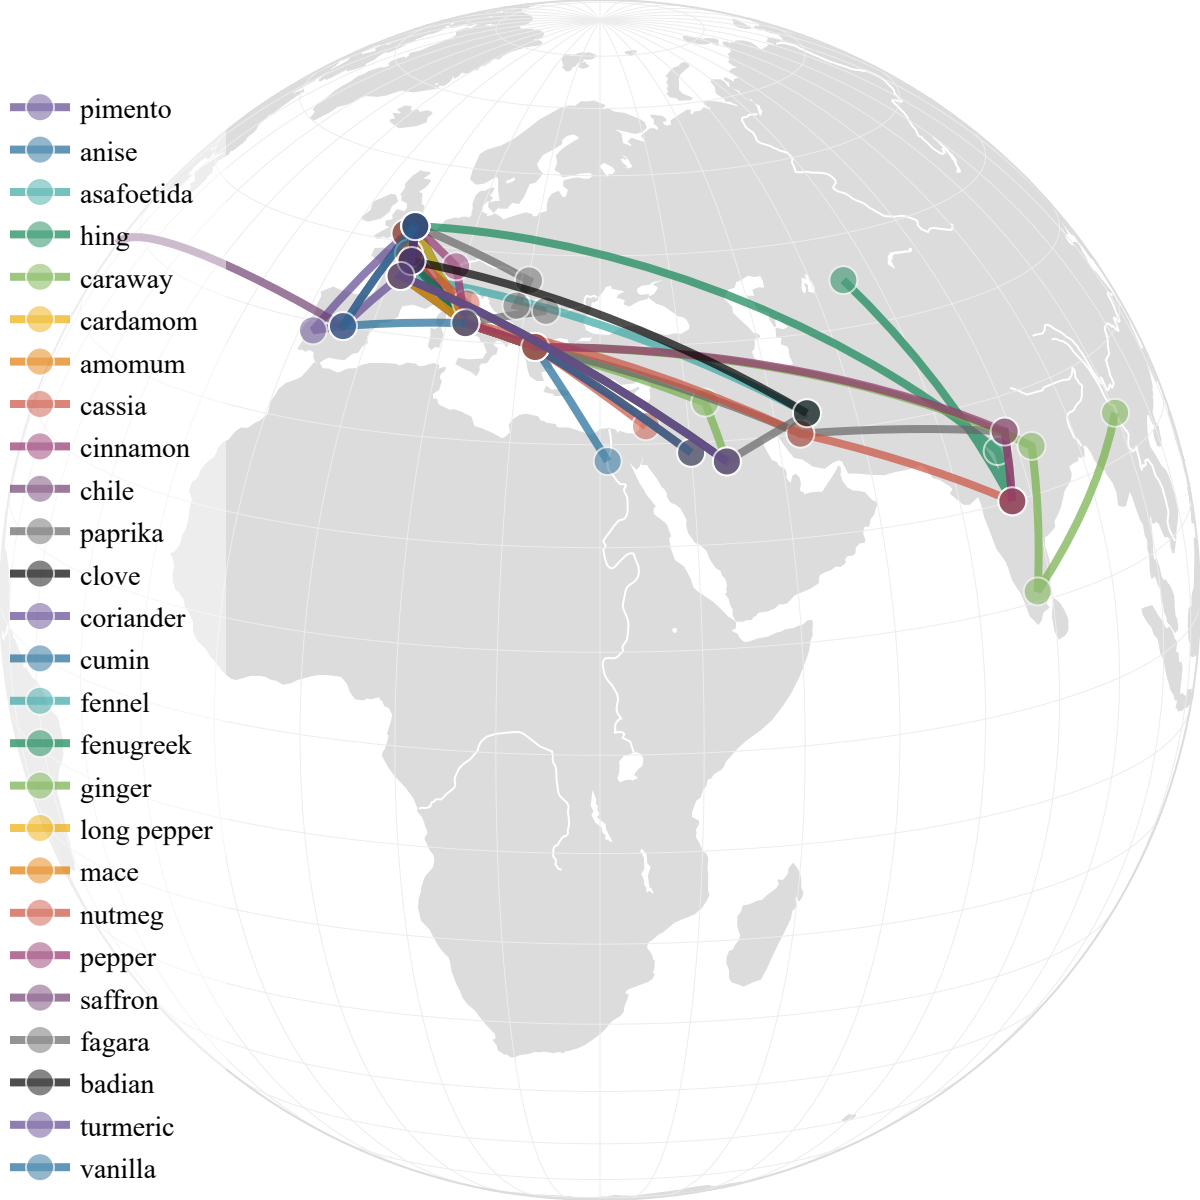 pimento
anise
asafoetida
hing
caraway
cardamom
amomum
cassia
cinnamon
chile
paprika
clove
coriander
cumin
fennel
fenugreek
ginger
long pepper
mace
nutmeg
pepper
saffron
fagara
badian
turmeric
vanilla